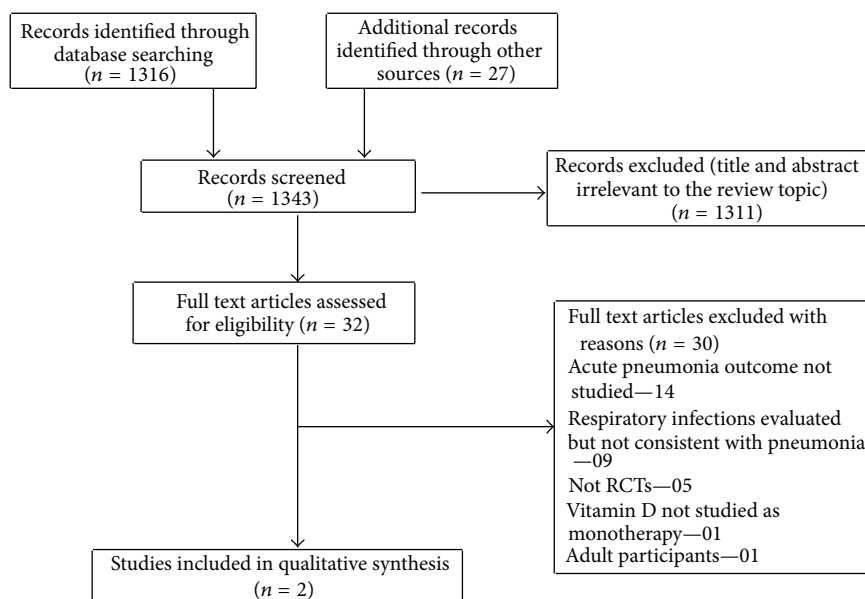 Records identified through
database searching
(n = 1316)
Additional records
identified through other
sources (n = 27)
Records screened
(n = 1343)
Records excluded (title and abstract
irrelevant to the review topic)
(n = 1311)
Full text articles assessed
for eligibility (n = 32)
Full text articles excluded with
reasons (n = 30)
Acute pneumonia outcome not
studied—14
Respiratory infections evaluated
but not consistent with pneumonia
—09
Not RCTs—05
Vitamin D not studied as
monotherapy—01
Adult participants—01
Studies included in qualitative synthesis
(n = 2)